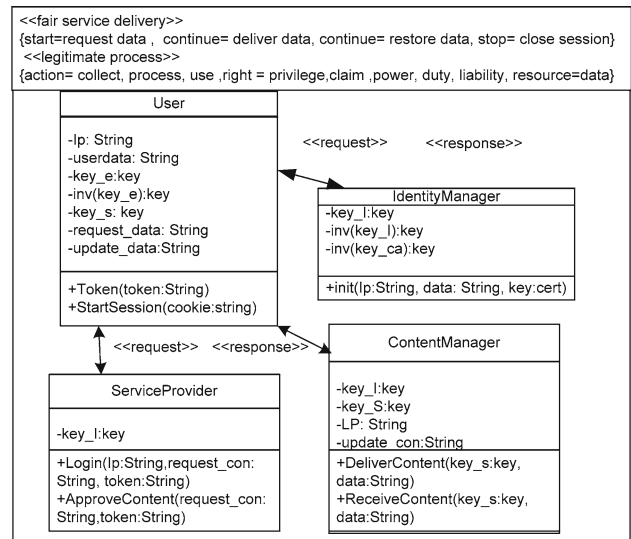 <<fair service delivery>>
{start=request data , continue= deliver data, continue= restore data, stop= close session}
<<legitimate process>>
{action= collect, process, use ,right = privilege,claim ,power, duty, liability, resource=data}
User
-Ip: String
-userdata: String
-key_e:key
-inv(key_e):key
-key_s: key
-request_data: String
-update_data:String
+Token(token:String)
+StartSession(cookie:string)
<<request>> <<response>>
IdentityManager
-key_I:key
-inv(key_I):key
-inv(key_ca):key
+init(Ip:String, data: String, key:cert)
<<request>> <<response>>
ServiceProvider
-key_I:key
+Login(Ip:String,request_con:
String, token:String)
+ApproveContent(request_con:
String,token:String)
ContentManager
-key_I:key
-key_S:key
-LP: String
-update_con:String
+DeliverContent(key_s:key,
data:String)
+ReceiveContent(key_s:key,
data:String)